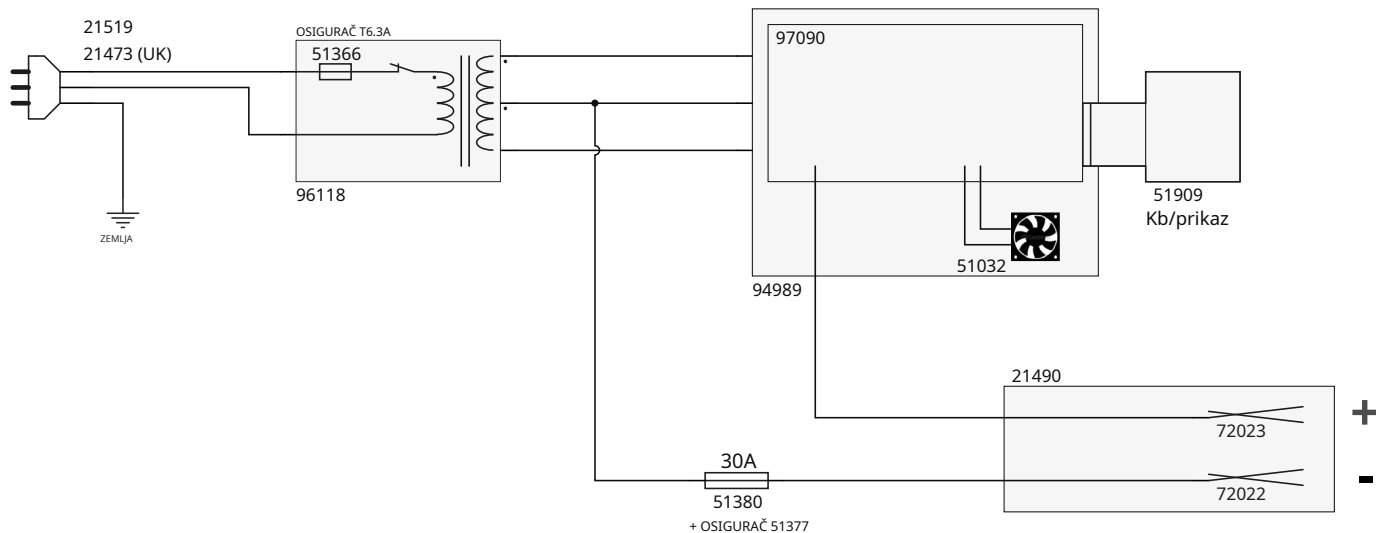 21519
21473 (UK)
OSIGURAČ T6.3A
51366
96118
ZEMLJA
97090
51032
94989
51909
Kb/prikaz
21490
72023
+
30A
51380
+ OSIGURAČ 51377
72022
-